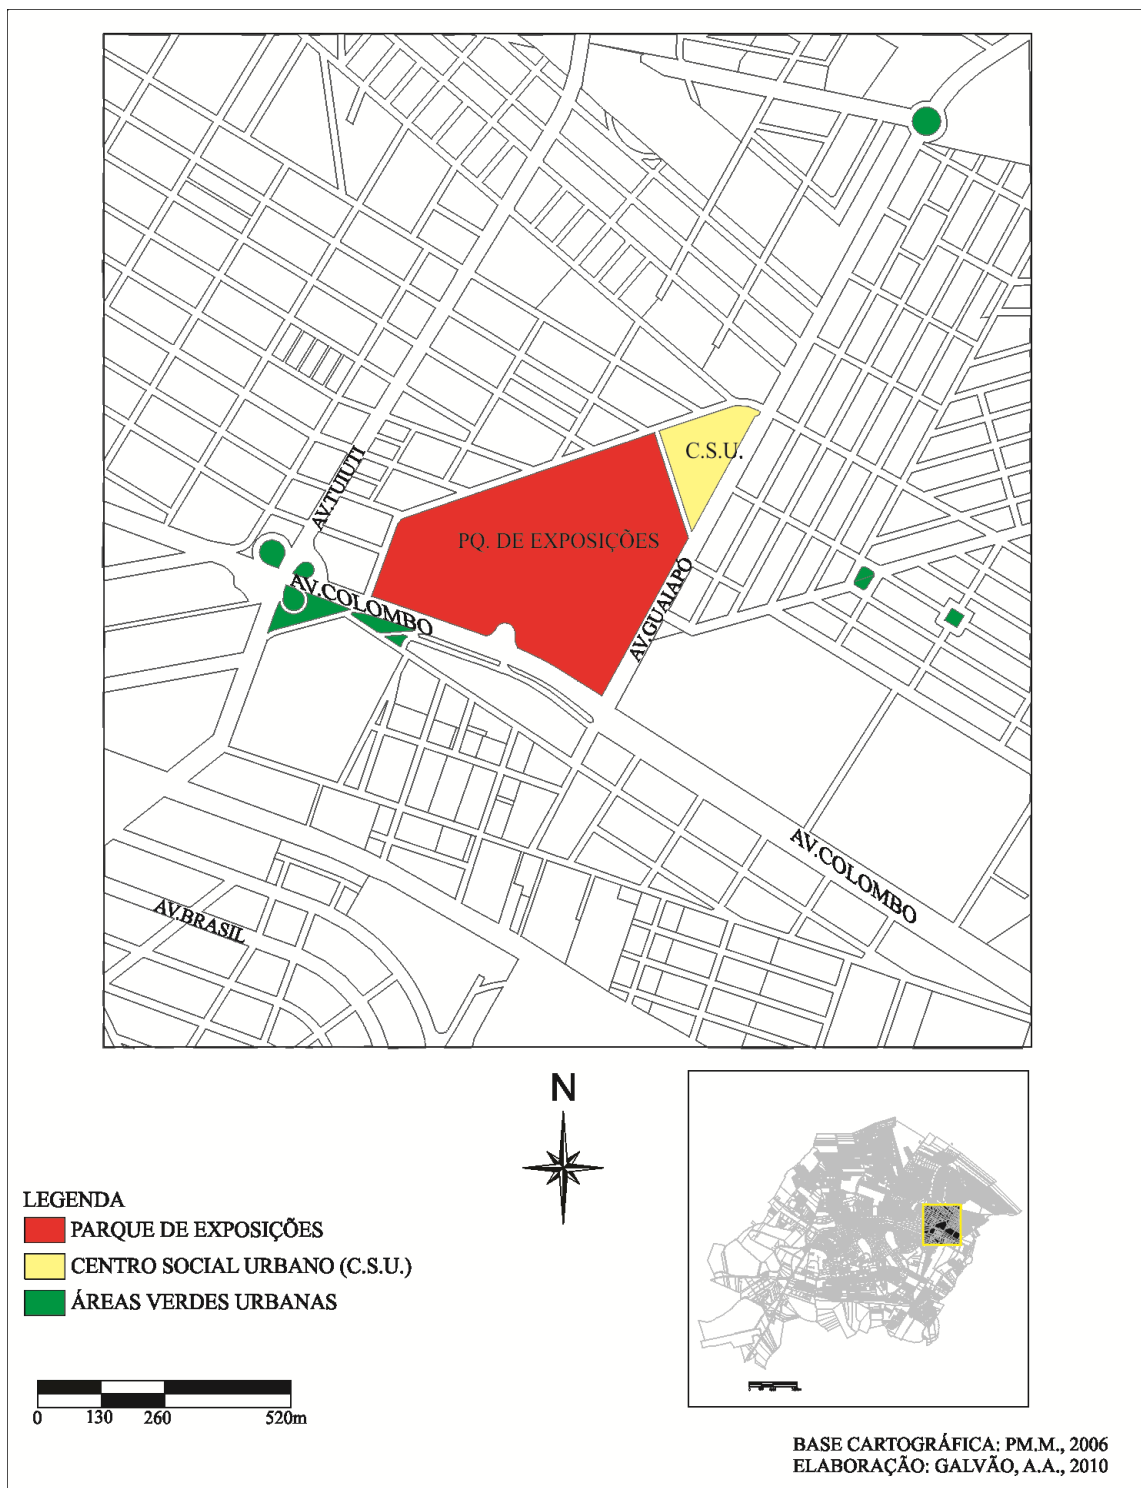 C.S.U.
AV.TUIUTI
PQ. DE EXPOSIÇÕES
AV.COLOMBO
AV.GUAIAPÓ
AV.COLOMBO
AV.BRASIL
N
LEGENDA
PARQUE DE EXPOSIÇÕES
CENTRO SOCIAL URBANO (C.S.U.)
ÁREAS VERDES URBANAS
0 130 260 520m
BASE CARTOGRÁFICA: PM.M., 2006
ELABORAÇÃO: GALVÃO, A.A., 2010